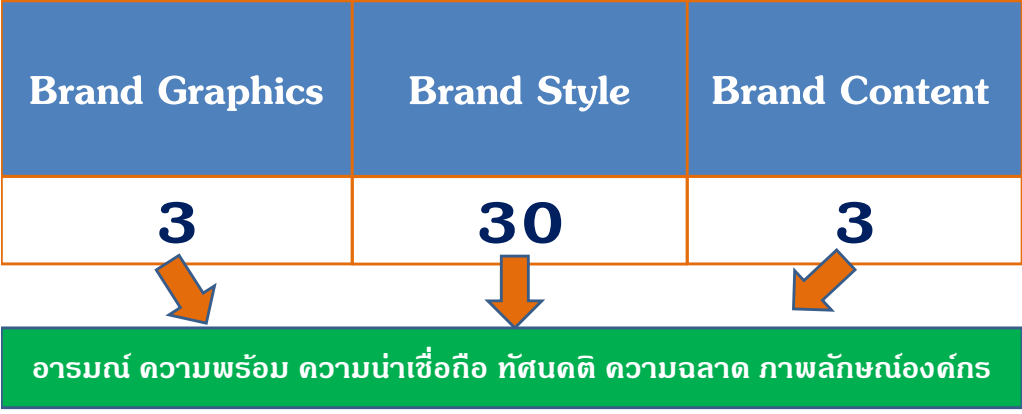 Brand Graphics Brand Style Brand Content
3 30 3
อารมณ์ ความพร้อม ความน่าเชื่อถือ ทัศนคติ ความฉลาด ภาพลักษณ์องค์กร